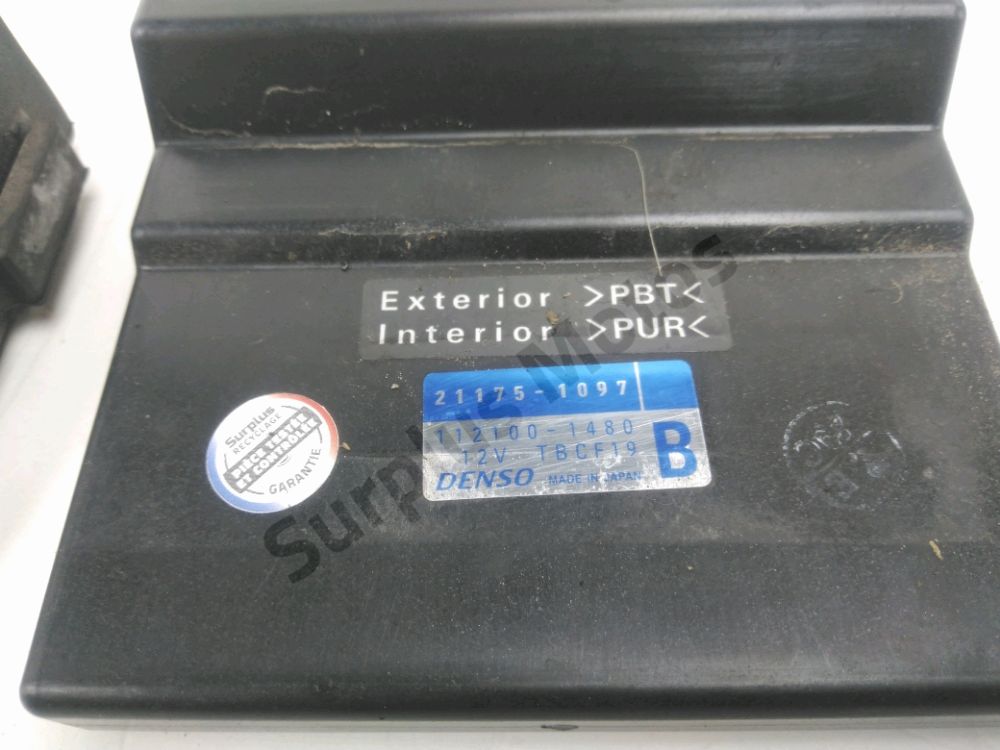 Exterior >PBT<
Interior >PUR<
21175-1097
112100-1480
12V TBCF19
B
DENSO MADE IN JAPAN
Surplus
RECYCLAGE
PIECE TESTEE
ET CONTROLEE
GARANTIE
Surplus Motos